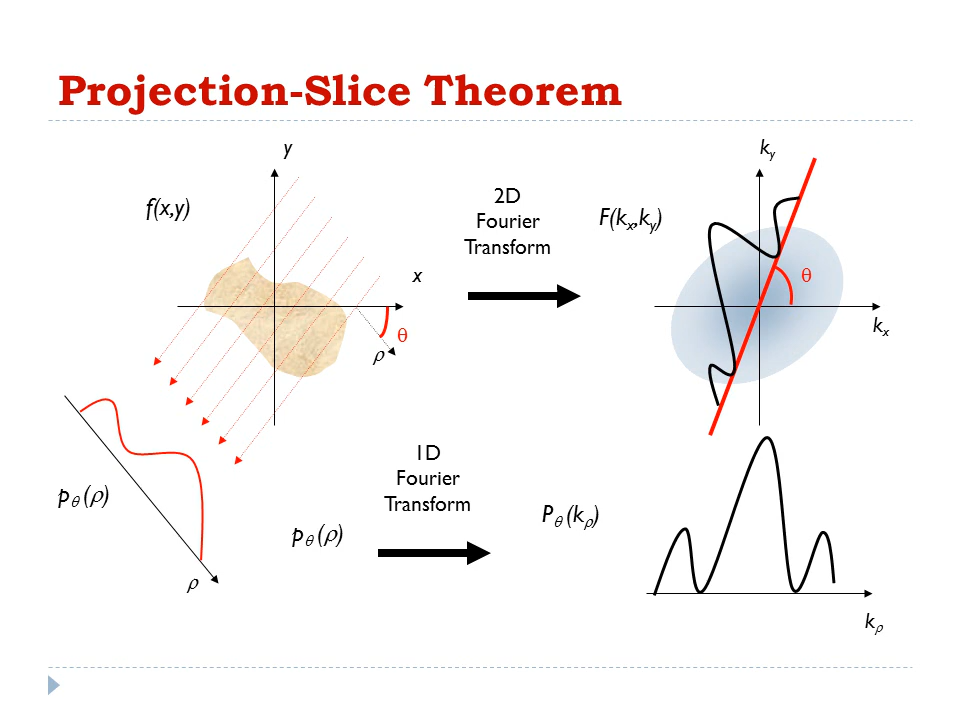 Projection-Slice Theorem
y
f(x,y)
x
θ
ρ
2D
Fourier
Transform
k_y
F(k_x,k_y)
θ
k_x
p_θ (ρ)
ρ
1D
Fourier
Transform
p_θ (ρ)
P_θ (k_ρ)
k_ρ